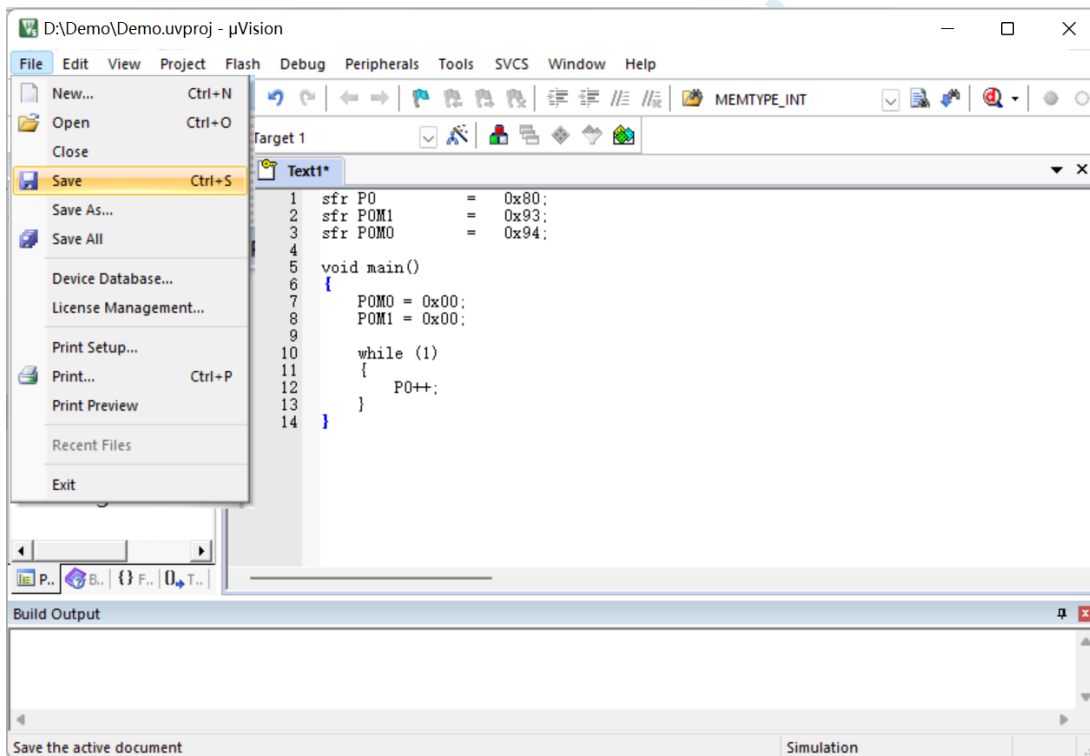 D:\Demo\Demo.uvproj - µVision
File Edit View Project Flash Debug Peripherals Tools SVCS Window Help
New... Ctrl+N
Open Ctrl+O
Close
Save Ctrl+S
Save As...
Save All
Device Database...
License Management...
Print Setup...
Print... Ctrl+P
Print Preview
Recent Files
Exit
MEMTYPE_INT
Target 1
Text1*
1 sfr P0 = 0x80;
2 sfr P0M1 = 0x93;
3 sfr P0M0 = 0x94;
4
5 void main()
6 {
7 P0M0 = 0x00;
8 P0M1 = 0x00;
9
10 while (1)
11 {
12 P0++;
13 }
14 }
P.. B.. {} F.. 0 T..
Build Output
Save the active document Simulation